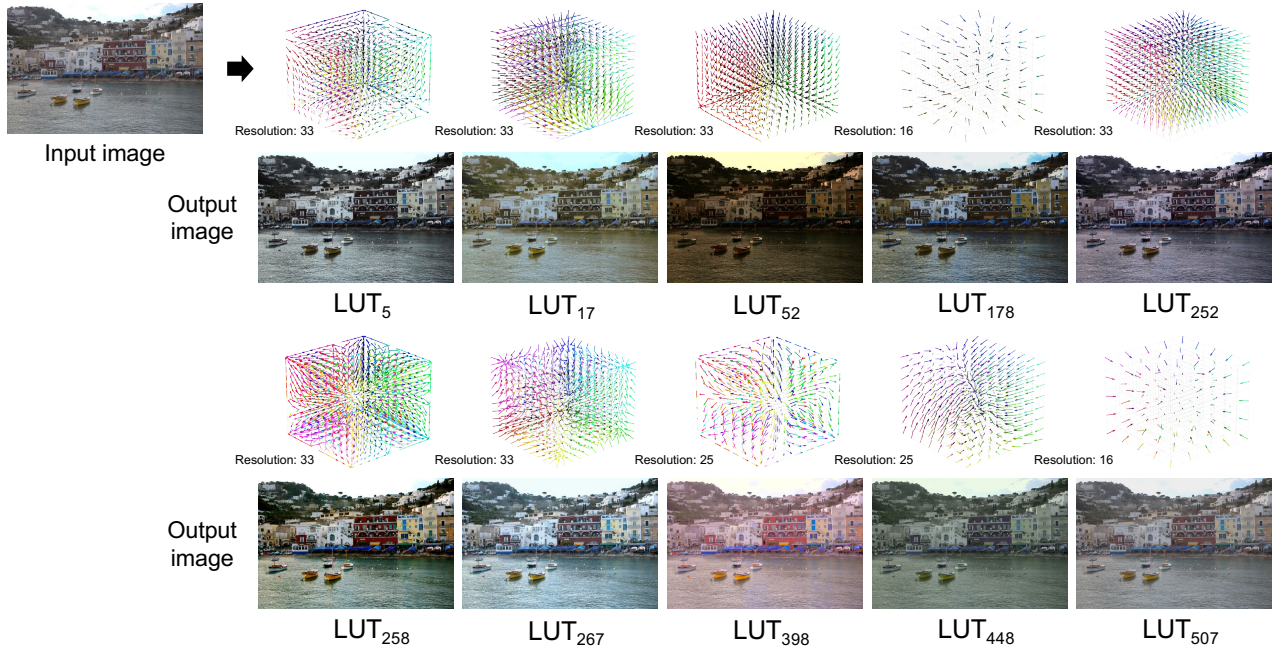 Input image
Resolution: 33
Resolution: 33
Resolution: 33
Resolution: 16
Resolution: 33
Output
image
LUT5
LUT17
LUT52
LUT178
LUT252
Resolution: 33
Resolution: 33
Resolution: 25
Resolution: 25
Resolution: 16
Output
image
LUT258
LUT267
LUT398
LUT448
LUT507